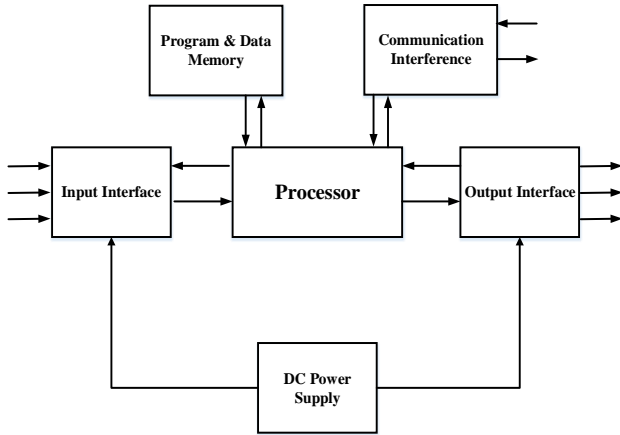 Program & Data
Memory
Communication
Interference
Input Interface
Processor
Output Interface
DC Power
Supply